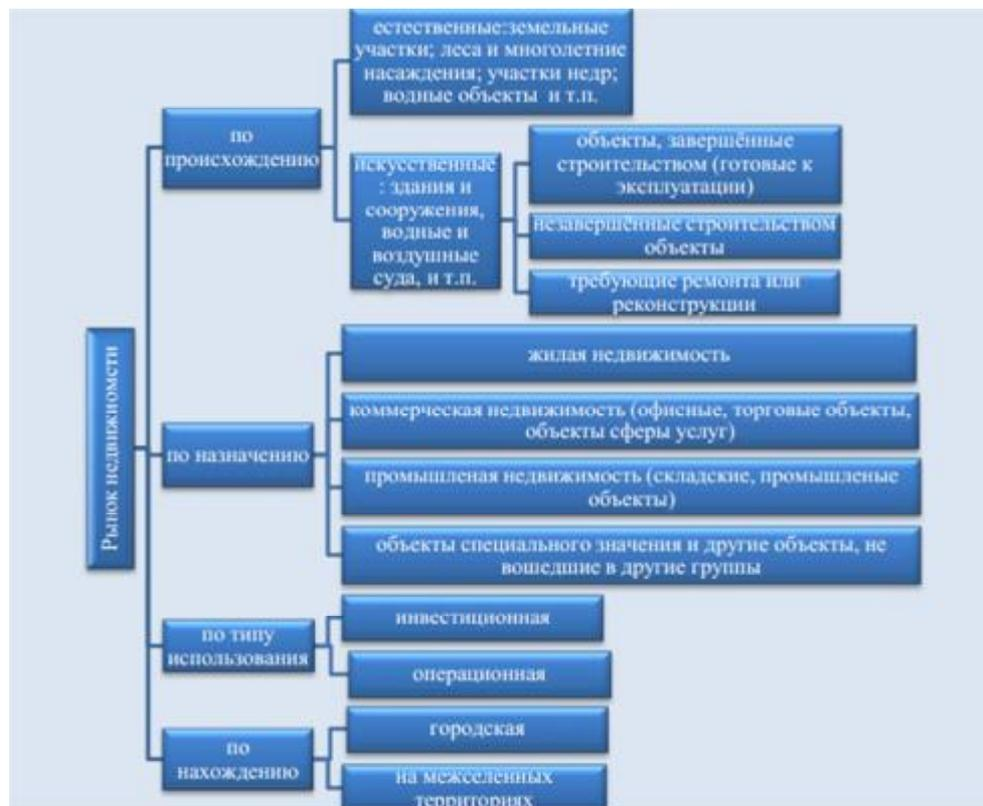 естественные:земельные
участки; леса и многолетние
насаждения; участки недр;
водные объекты и т.п.
по
происхождению
искусственные
: здания и
сооружения,
водные и
воздушные
суда, и т.п.
объекты, завершённые
строительством (готовые к
эксплуатации)
незавершённые строительством
объекты
требующие ремонта или
реконструкции
Рынок недвижиомсти
по назначению
жилая недвижимость
коммерческая недвижимость (офисные, торговые объекты,
объекты сферы услуг)
промышленая недвижимость (складские, промышленые
объекты)
объекты специального значения и другие объекты, не
вошедшие в другие группы
по типу
использования
инвестиционная
операционная
по
нахождению
городская
на межселенных
территориях